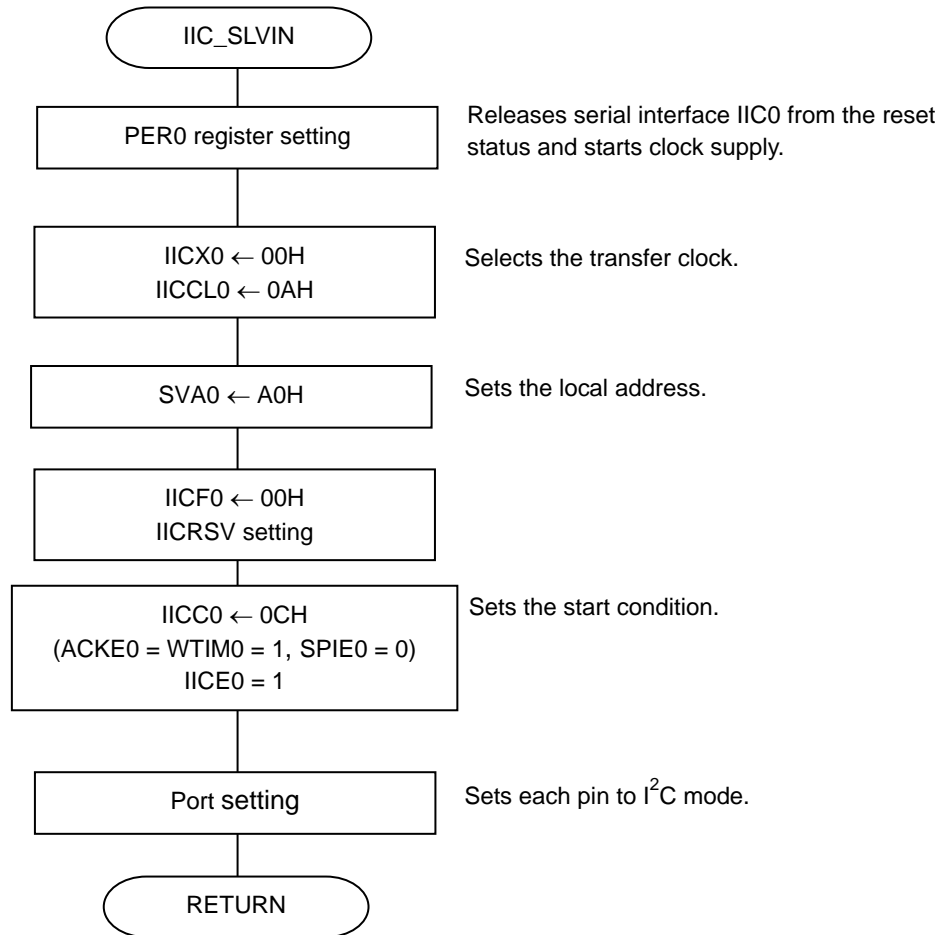 IIC_SLVIN
PER0 register setting
Releases serial interface IIC0 from the reset
status and starts clock supply.
IICX0 ← 00H
IICCL0 ← 0AH
Selects the transfer clock.
SVA0 ← A0H
Sets the local address.
IICF0 ← 00H
IICRSV setting
IICC0 ← 0CH
(ACKE0 = WTIM0 = 1, SPIE0 = 0)
IICE0 = 1
Sets the start condition.
Port setting
Sets each pin to I²C mode.
RETURN